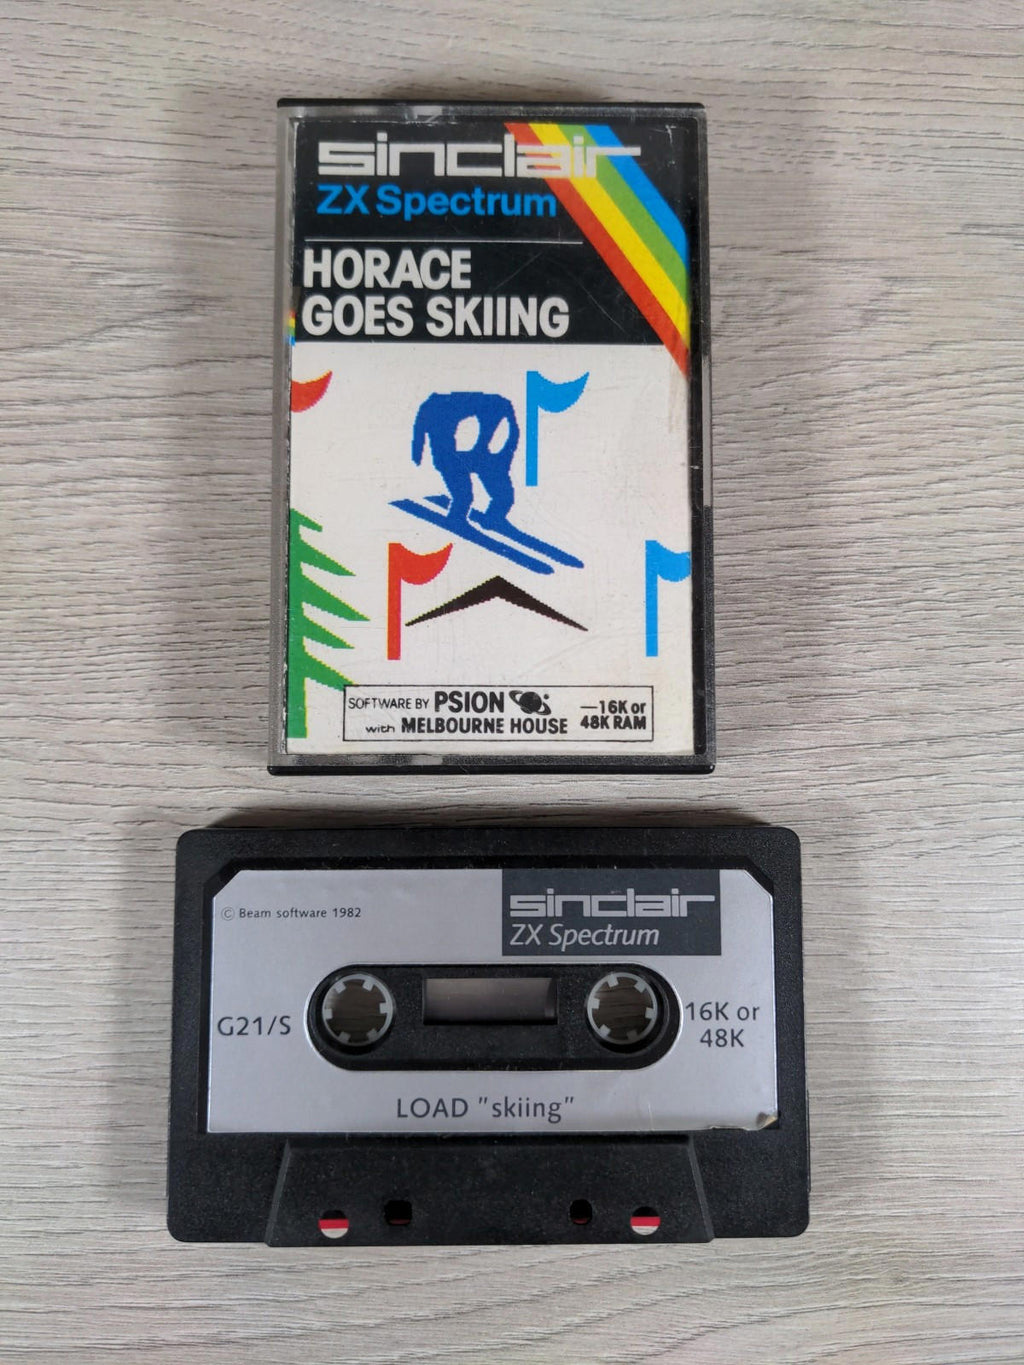 sinclair
ZX Spectrum
HORACE
GOES SKIING
SOFTWARE BY PSION
with MELBOURNE HOUSE
—16K or
48K RAM
© Beam software 1982
sinclair
ZX Spectrum
G21/S
16K or
48K
LOAD "skiing"